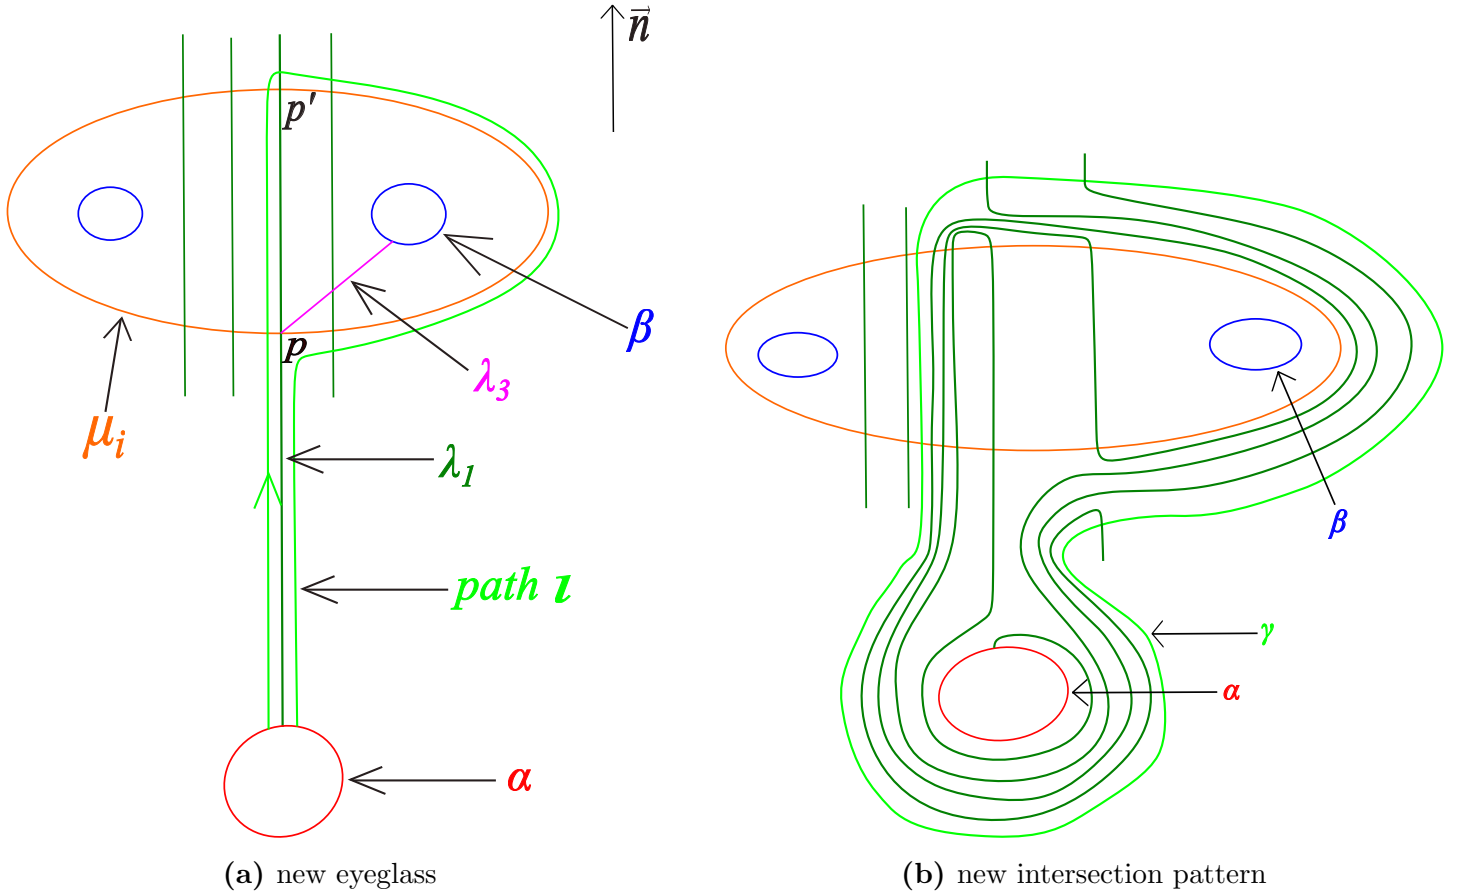 n⃗
p′
β
p
λ₃
μᵢ
λ₁
path ι
γ
α
α
β
(a) new eyeglass
(b) new intersection pattern